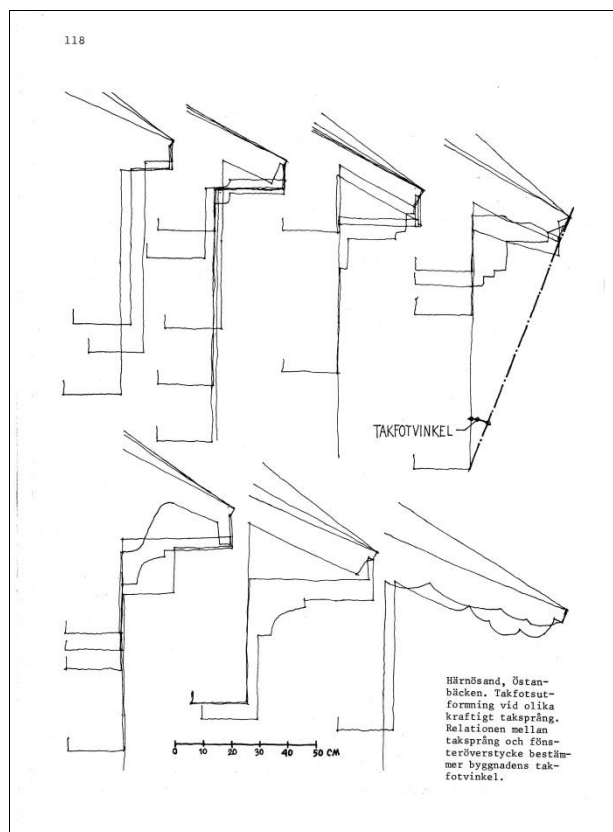 118
TAKFOTVINKEL
0 10 20 30 50 CM
Härnösand, Östan-
bäcken. Takfotsut-
formning vid olika
kraftigt taksprång.
Relationen mellan
taksprång och föns-
teröverstycke bestäm-
mer byggnadens tak-
fotvinkel.